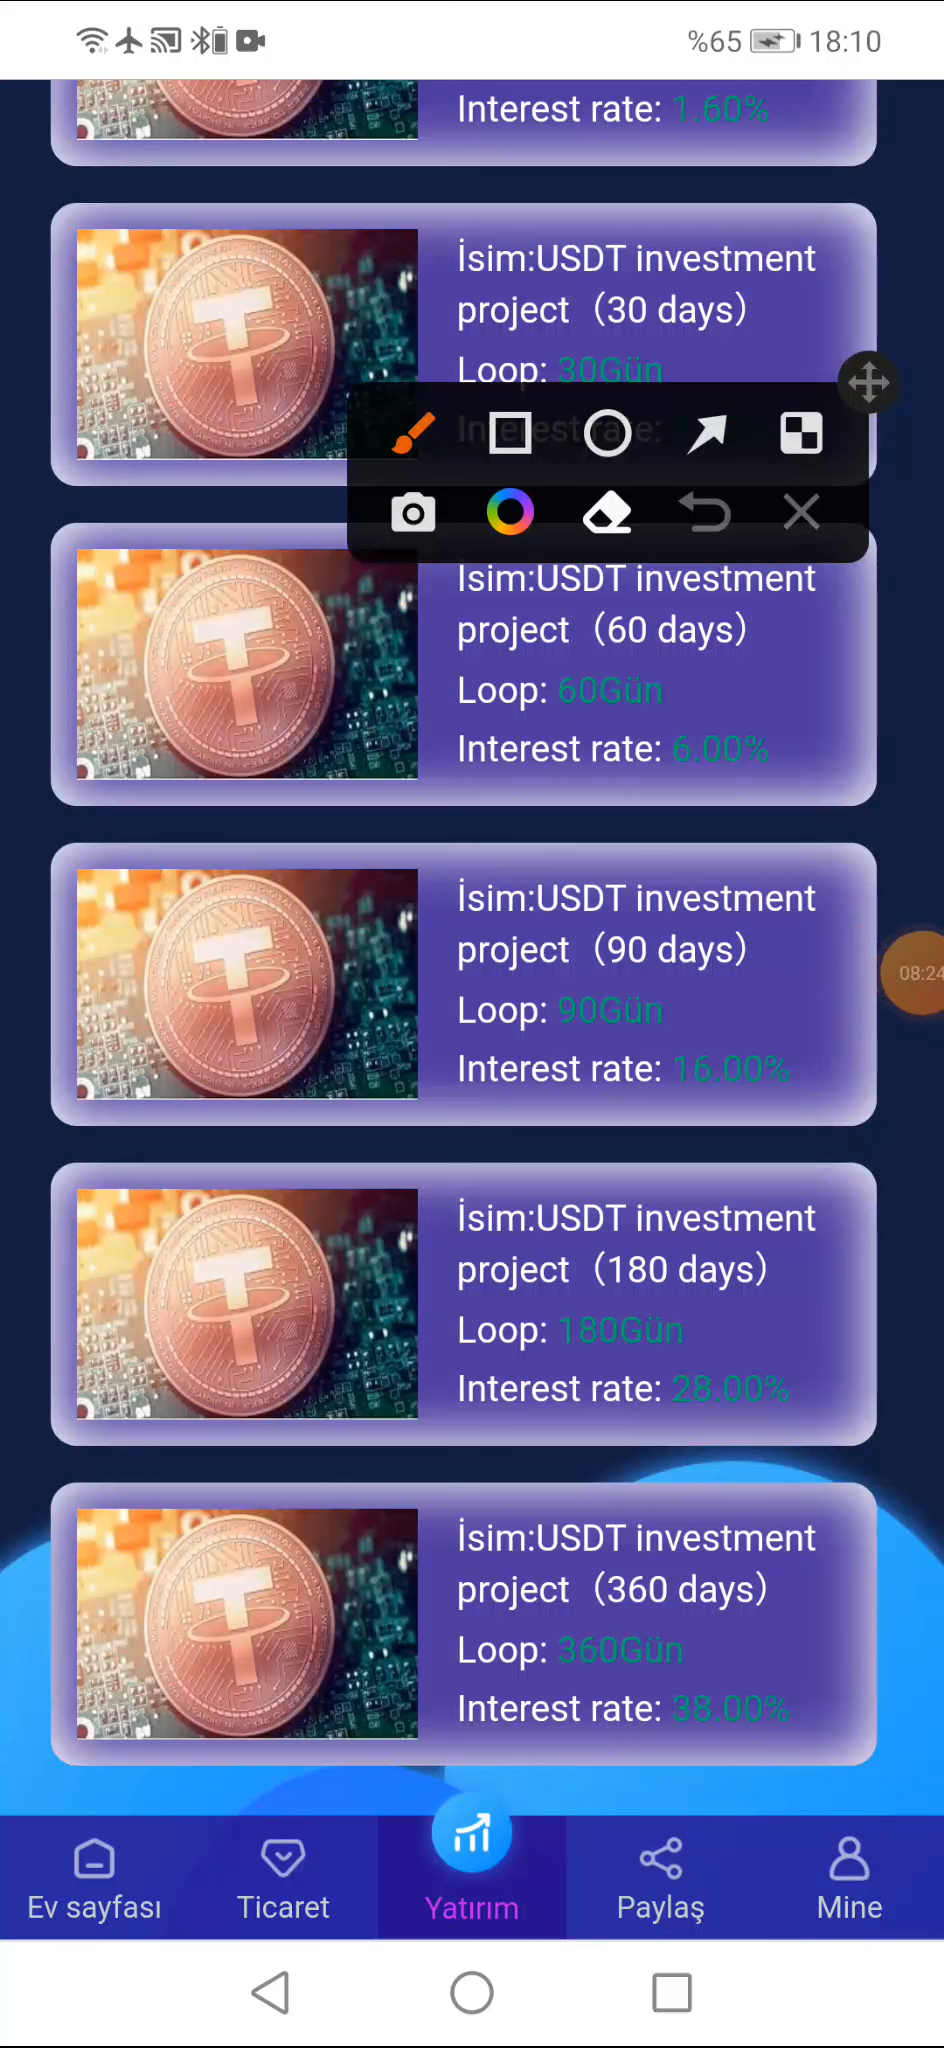 %65 18:10
Interest rate: 1.60%
İsim:USDT investment
project（30 days）
Loop: 30Gün
Interest rate:
İsim:USDT investment
project（60 days）
Loop: 60Gün
Interest rate: 6.00%
İsim:USDT investment
project（90 days）
Loop: 90Gün
Interest rate: 16.00%
08:24
İsim:USDT investment
project（180 days）
Loop: 180Gün
Interest rate: 28.00%
İsim:USDT investment
project（360 days）
Loop: 360Gün
Interest rate: 38.00%
Ev sayfası
Ticaret
Yatırım
Paylaş
Mine